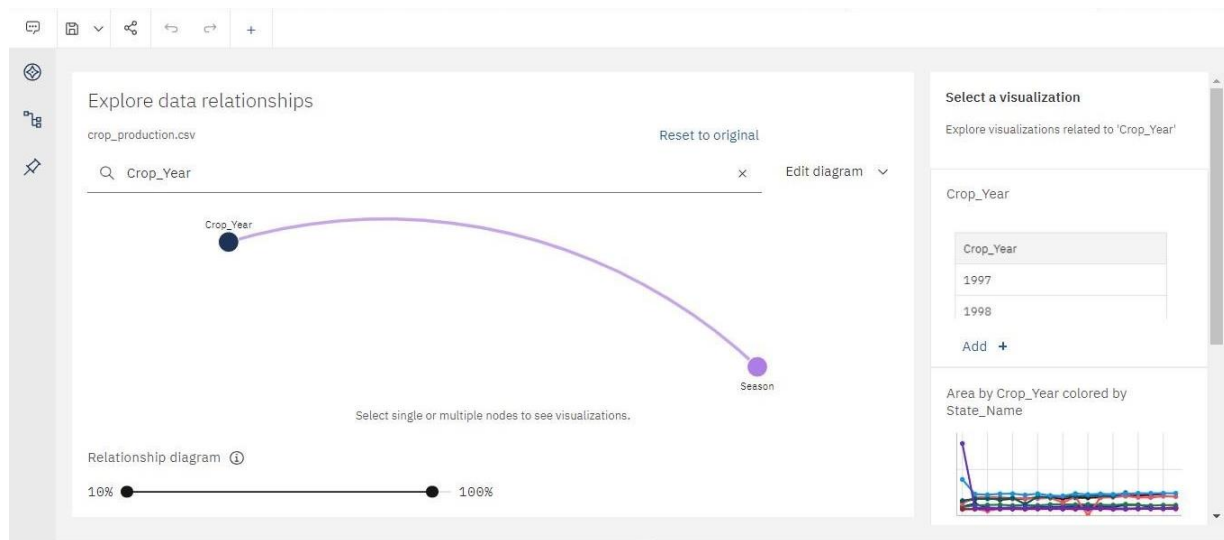 Explore data relationships
crop_production.csv
Reset to original
Crop_Year
Edit diagram
Crop_Year
Season
Select single or multiple nodes to see visualizations.
Relationship diagram
10%
100%
Select a visualization
Explore visualizations related to 'Crop_Year'
Crop_Year
Crop_Year
1997
1998
Add +
Area by Crop_Year colored by
State_Name